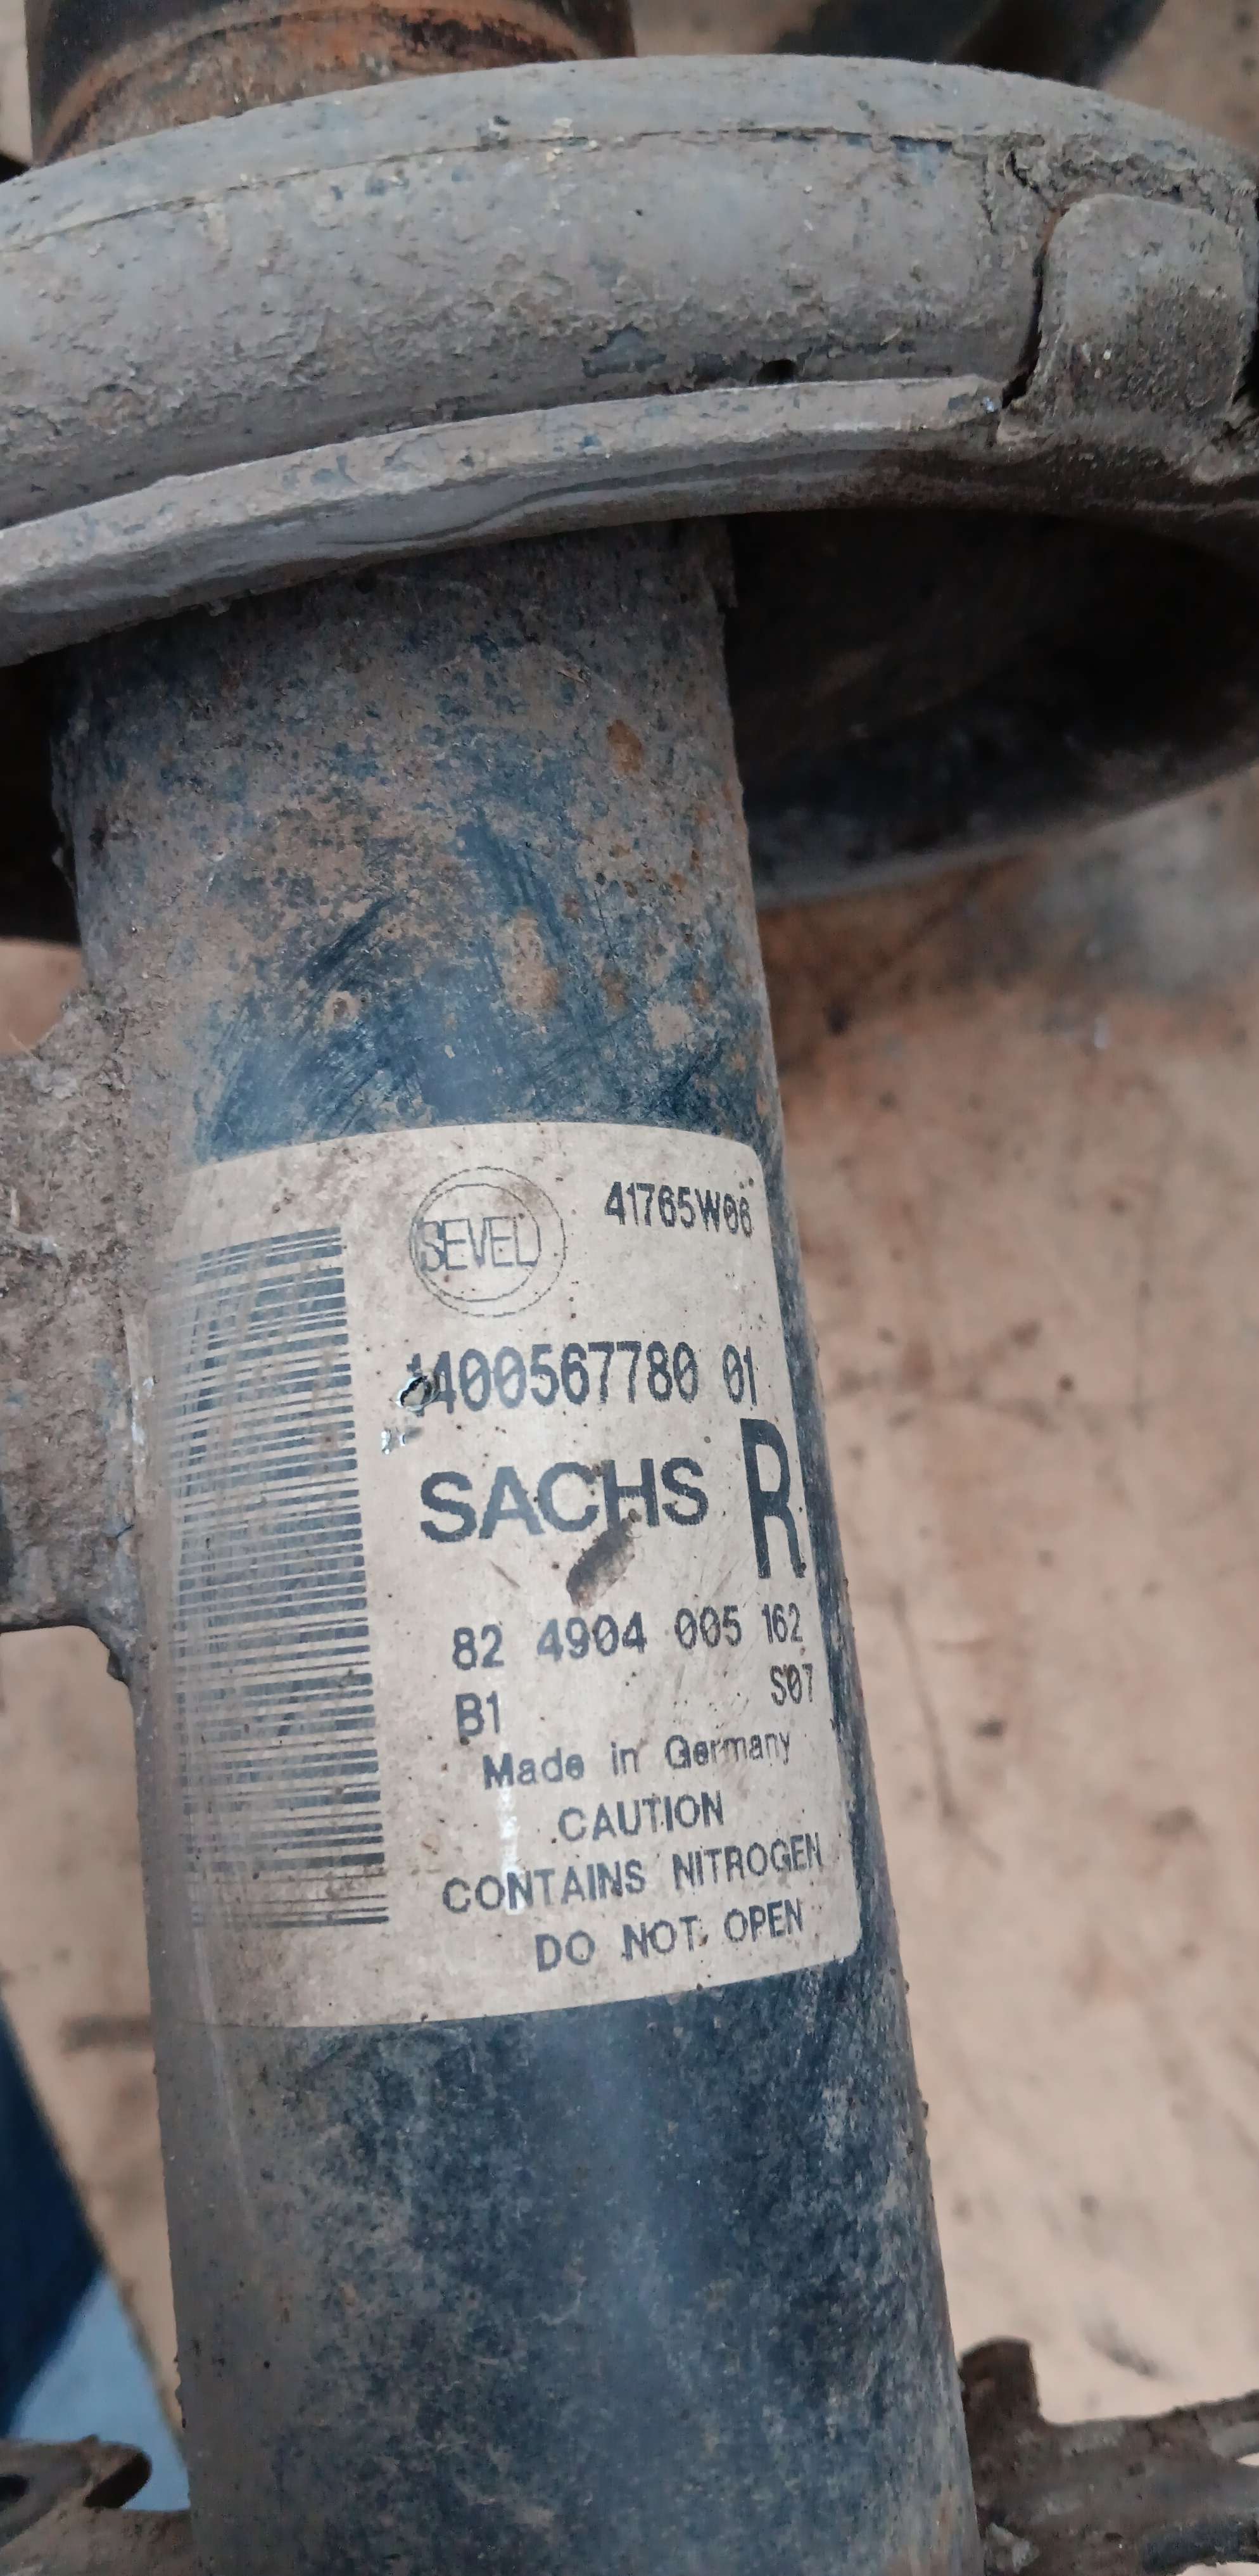 SEVEL
41765W06
1400567780 01
SACHS R
82 4904 005 162
B1 S07
Made in Germany
CAUTION
CONTAINS NITROGEN
DO NOT OPEN